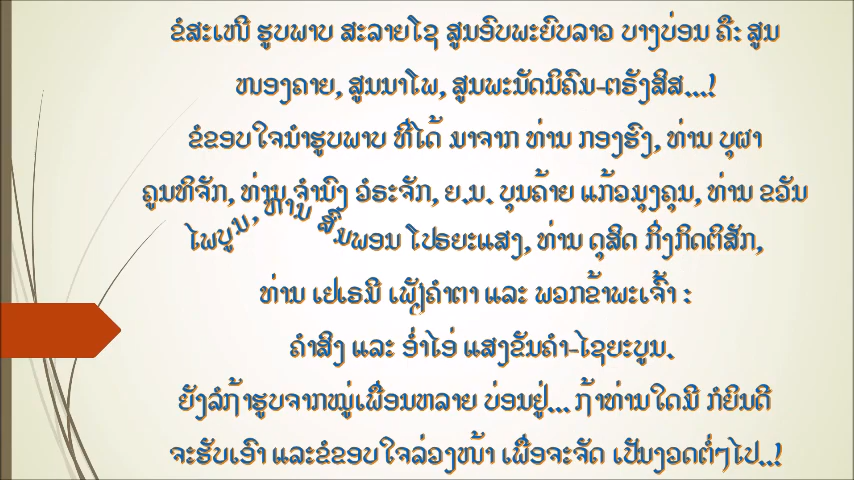 ຂໍສະເໜີ ຮູບພາບ ສະລາຍໂຊ ສູນອົບພະຍົບລາວ ບາງບ່ອນ ຄື: ສູນ
ໜອງຄາຍ, ສູນນາໂພ, ສູນພະນັດນິຄົນ-ຕຣັງສິສ...!
ຂໍຂອບໃຈນຳຮູບພາບ ທີ່ໄດ້ ມາຈາກ ທ່ານ ກອງຮົງ, ທ່ານ ບຸຜາ
ຄູນທິຈັກ, ທ່ານ ຈຳນົງ ວໍຣະຈັກ, ຍ.ນ. ບຸນຄ້າຍ ແກ້ວມຸງຄຸນ, ທ່ານ ຂວັນ
ໄພບູນ, ທ່ານ ພອນ ໂປຣຍະແສງ, ທ່ານ ດຸສິດ ກິ່ງກິດຕິສັກ,
ທ່ານ ເຢເຣມີ ຄຳຕາ ແລະ ພວກຂ້າພະເຈົ້າ :
ຄຳສິງ ແລະ ອ່ຳໄອ່ ແສງຂັນຄຳ-ໄຊຍະບູນ.
ຍັງລໍຖ້າຮູບຈາກໝູ່ເພື່ອນຫລາຍ ບ່ອນຢູ່... ຖ້າທ່ານໃດມີ ກໍຍິນດີ
ຈະຮັບເອົາ ແລະຂໍຂອບໃຈລ່ວງໜ້າ ເພື່ອຈະຈັດ ເປັນງວດຕໍ່ໆໄປ..!